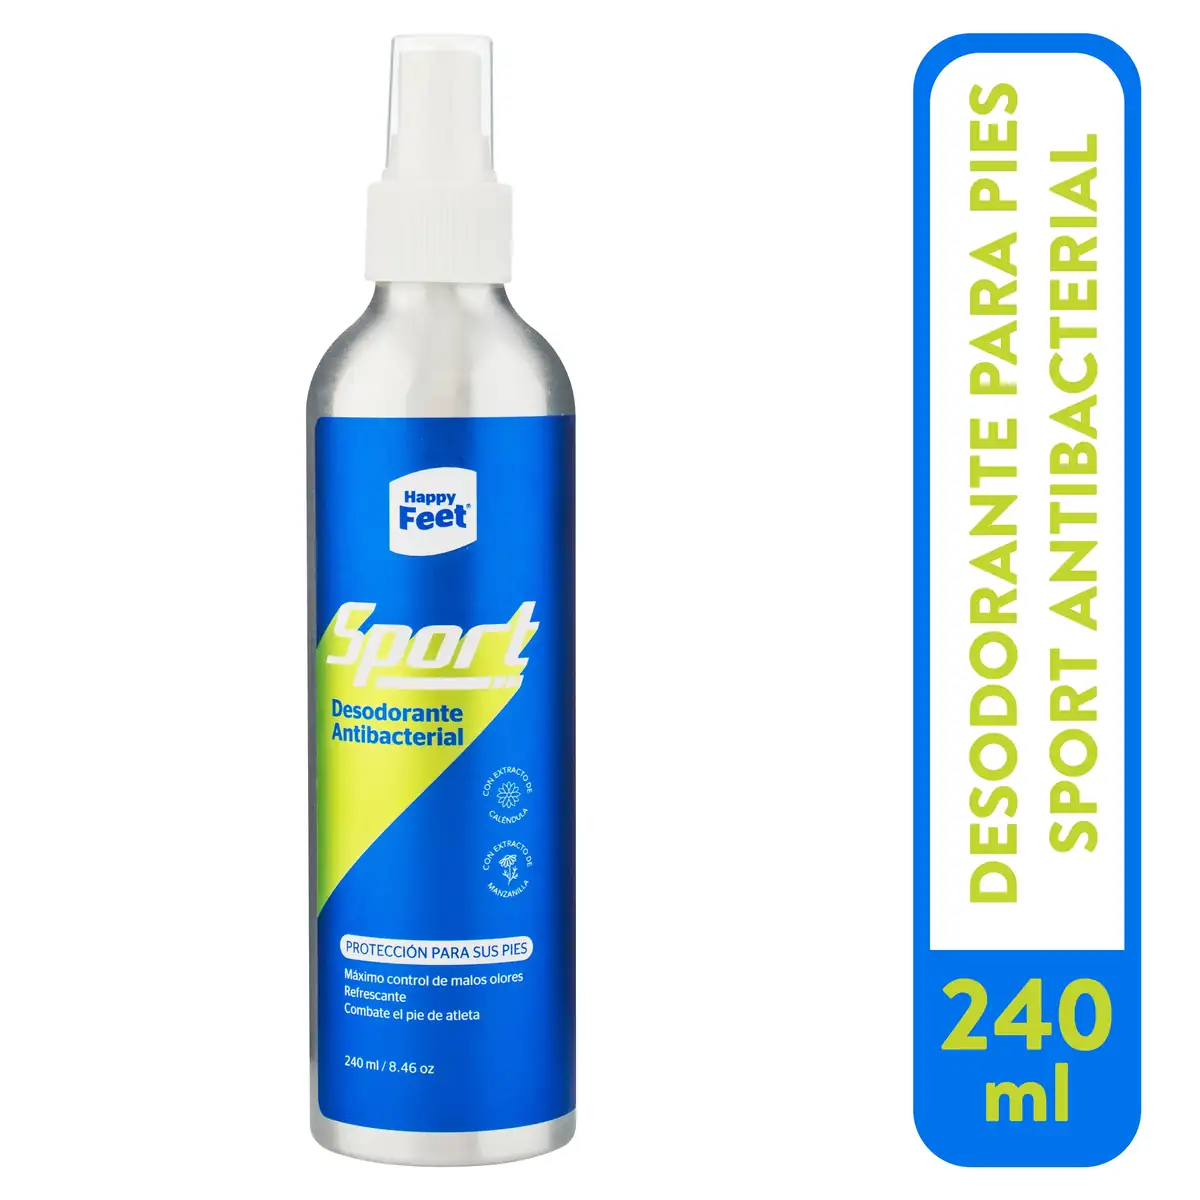 Happy
Feet®
Sport
Desodorante
Antibacterial
CON EXTRACTO DE
CALÉNDULA
CON EXTRACTO DE
MANZANILLA
PROTECCIÓN PARA SUS PIES
Máximo control de malos olores
Refrescante
Combate el pie de atleta
240 ml / 8.46 oz
DESODORANTE PARA PIES
SPORT ANTIBACTERIAL
240
ml